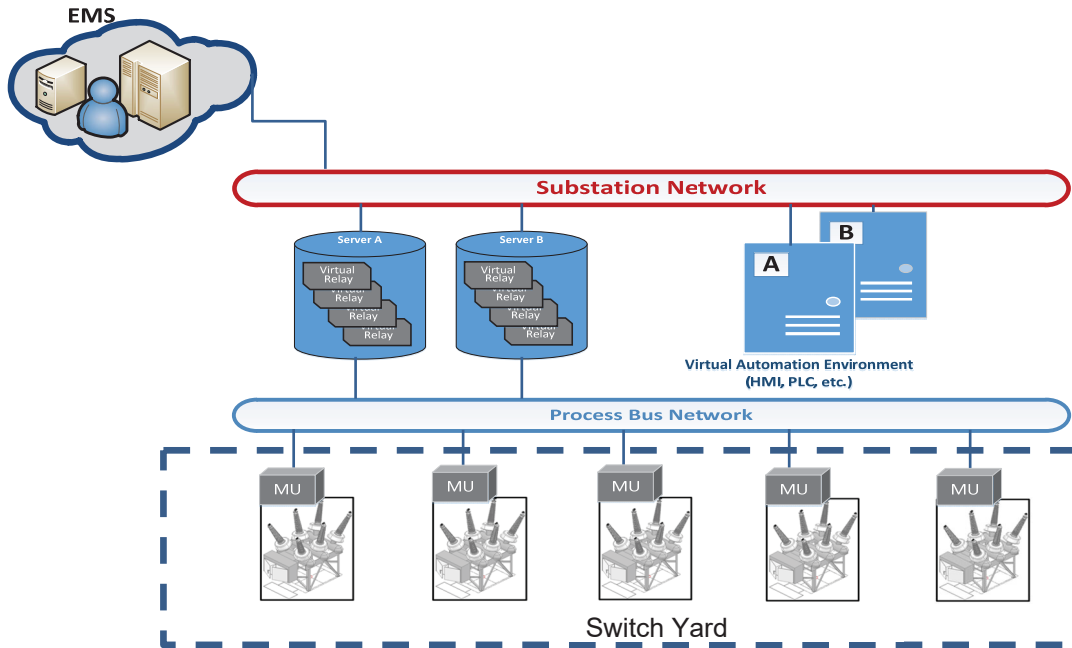 EMS
Substation Network
Server A
Virtual
Relay
Virtual
Relay
Virtual
Relay
Virtual
Relay
Server B
Virtual
Relay
Virtual
Relay
Virtual
Relay
Virtual
Relay
A
B
Virtual Automation Environment
(HMI, PLC, etc.)
Process Bus Network
MU
MU
MU
MU
MU
Switch Yard